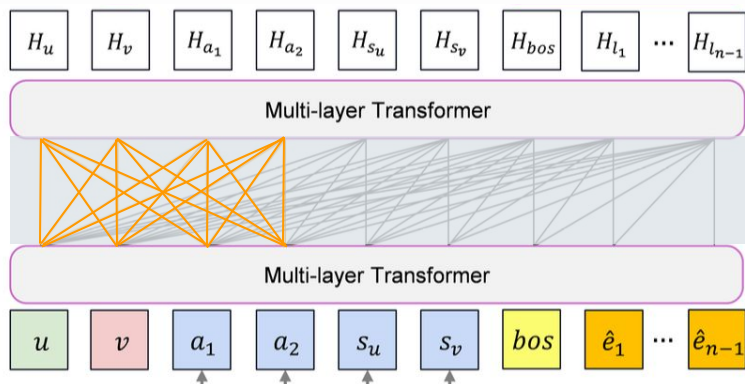 H_u H_v H_{a_1} H_{a_2} H_{s_u} H_{s_v} H_{bos} H_{l_1} ⋯ H_{l_{n-1}}
Multi-layer Transformer
Multi-layer Transformer
u v a_1 a_2 s_u s_v bos ê_1 ⋯ ê_{n-1}